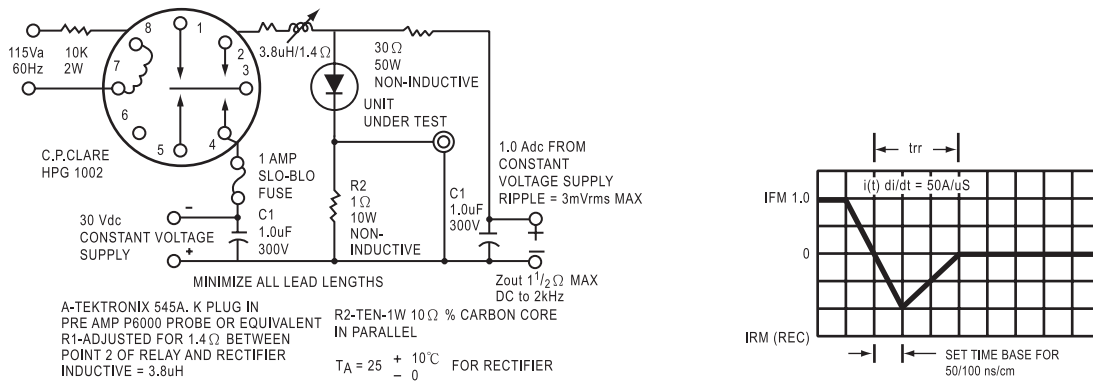 115Va
60Hz
10K
2W
8
1
7
2
3
6
5
4
C.P.CLARE
HPG 1002
3.8uH/1.4Ω
30Ω
50W
NON-INDUCTIVE
UNIT
UNDER TEST
1 AMP
SLO-BLO
FUSE
R2
1Ω
10W
NON-
INDUCTIVE
C1
1.0uF
300V
1.0 Adc FROM
CONSTANT
VOLTAGE SUPPLY
RIPPLE = 3mVrms MAX
-
30 Vdc
CONSTANT VOLTAGE
SUPPLY
+
C1
1.0uF
300V
+
-
MINIMIZE ALL LEAD LENGTHS
Zout 1 1/2 Ω MAX
DC to 2kHz
A-TEKTRONIX 545A. K PLUG IN
PRE AMP P6000 PROBE OR EQUIVALENT
R1-ADJUSTED FOR 1.4Ω BETWEEN
POINT 2 OF RELAY AND RECTIFIER
INDUCTIVE = 3.8uH
R2-TEN-1W 10Ω % CARBON CORE
IN PARALLEL
TA = 25 + 10℃ - 0 FOR RECTIFIER
trr
i(t) di/dt = 50A/uS
IFM 1.0
0
IRM (REC)
SET TIME BASE FOR
50/100 ns/cm